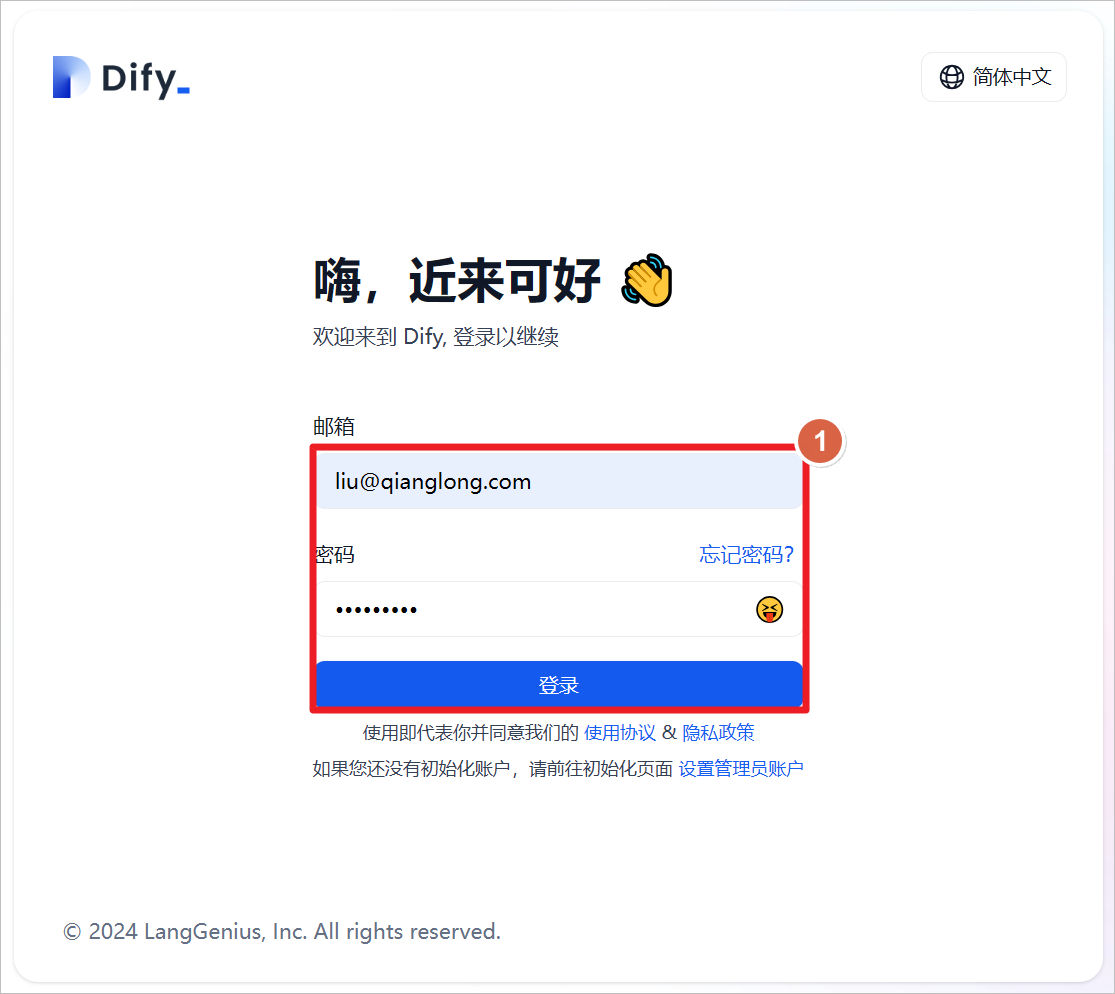 Dify_
简体中文
嗨，近来可好 👋
欢迎来到 Dify, 登录以继续
邮箱
1
liu@qianglong.com
密码
忘记密码?
•••••••••
登录
使用即代表你并同意我们的 使用协议 & 隐私政策
如果您还没有初始化账户，请前往初始化页面 设置管理员账户
© 2024 LangGenius, Inc. All rights reserved.